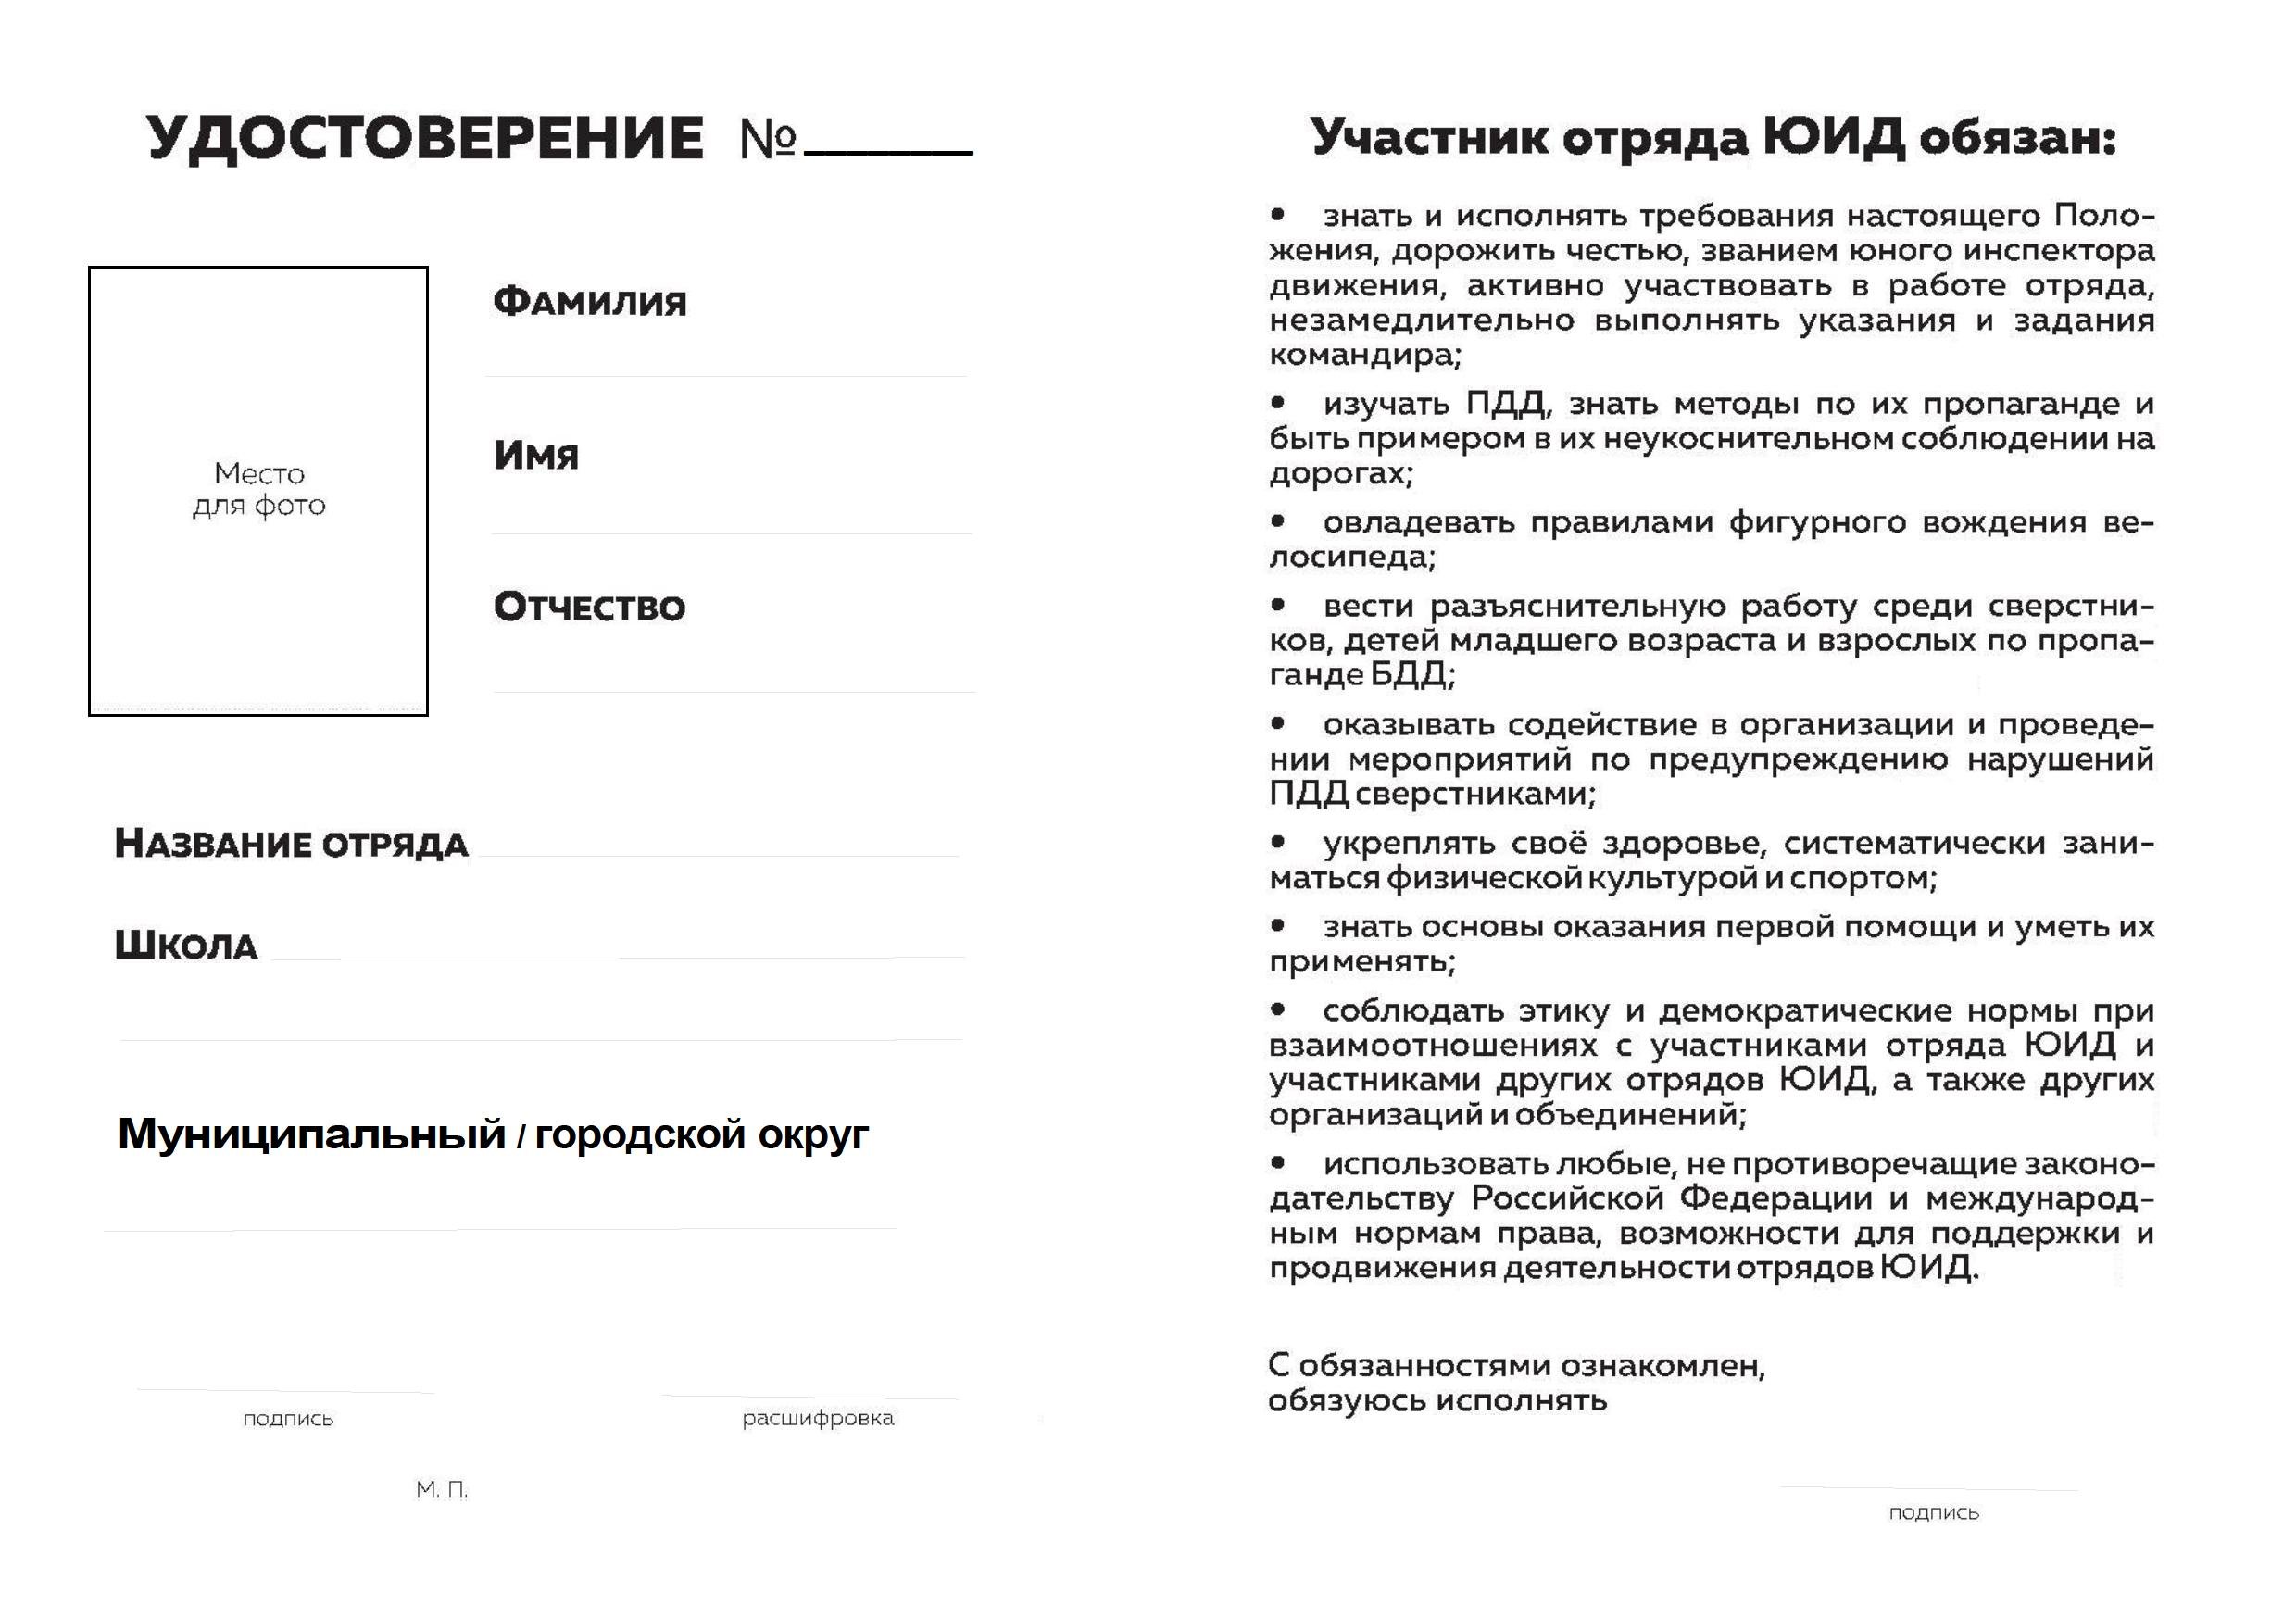 УДОСТОВЕРЕНИЕ №________
Место
для фото
Фамилия
Имя
Отчество
Название отряда
Школа
Муниципальный / городской округ
подпись
расшифровка
М. П.
Участник отряда ЮИД обязан:
• знать и исполнять требования настоящего Поло-
жения, дорожить честью, званием юного инспектора
движения, активно участвовать в работе отряда,
незамедлительно выполнять указания и задания
командира;
• изучать ПДД, знать методы по их пропаганде и
быть примером в их неукоснительном соблюдении на
дорогах;
• овладевать правилами фигурного вождения ве-
лосипеда;
• вести разъяснительную работу среди сверстни-
ков, детей младшего возраста и взрослых по пропа-
ганде БДД;
• оказывать содействие в организации и проведе-
нии мероприятий по предупреждению нарушений
ПДД сверстниками;
• укреплять своё здоровье, систематически зани-
маться физической культурой и спортом;
• знать основы оказания первой помощи и уметь их
применять;
• соблюдать этику и демократические нормы при
взаимоотношениях с участниками отряда ЮИД и
участниками других отрядов ЮИД, а также других
организаций и объединений;
• использовать любые, не противоречащие законо-
дательству Российской Федерации и международ-
ным нормам права, возможности для поддержки и
продвижения деятельности отрядов ЮИД.
С обязанностями ознакомлен,
обязуюсь исполнять
подпись